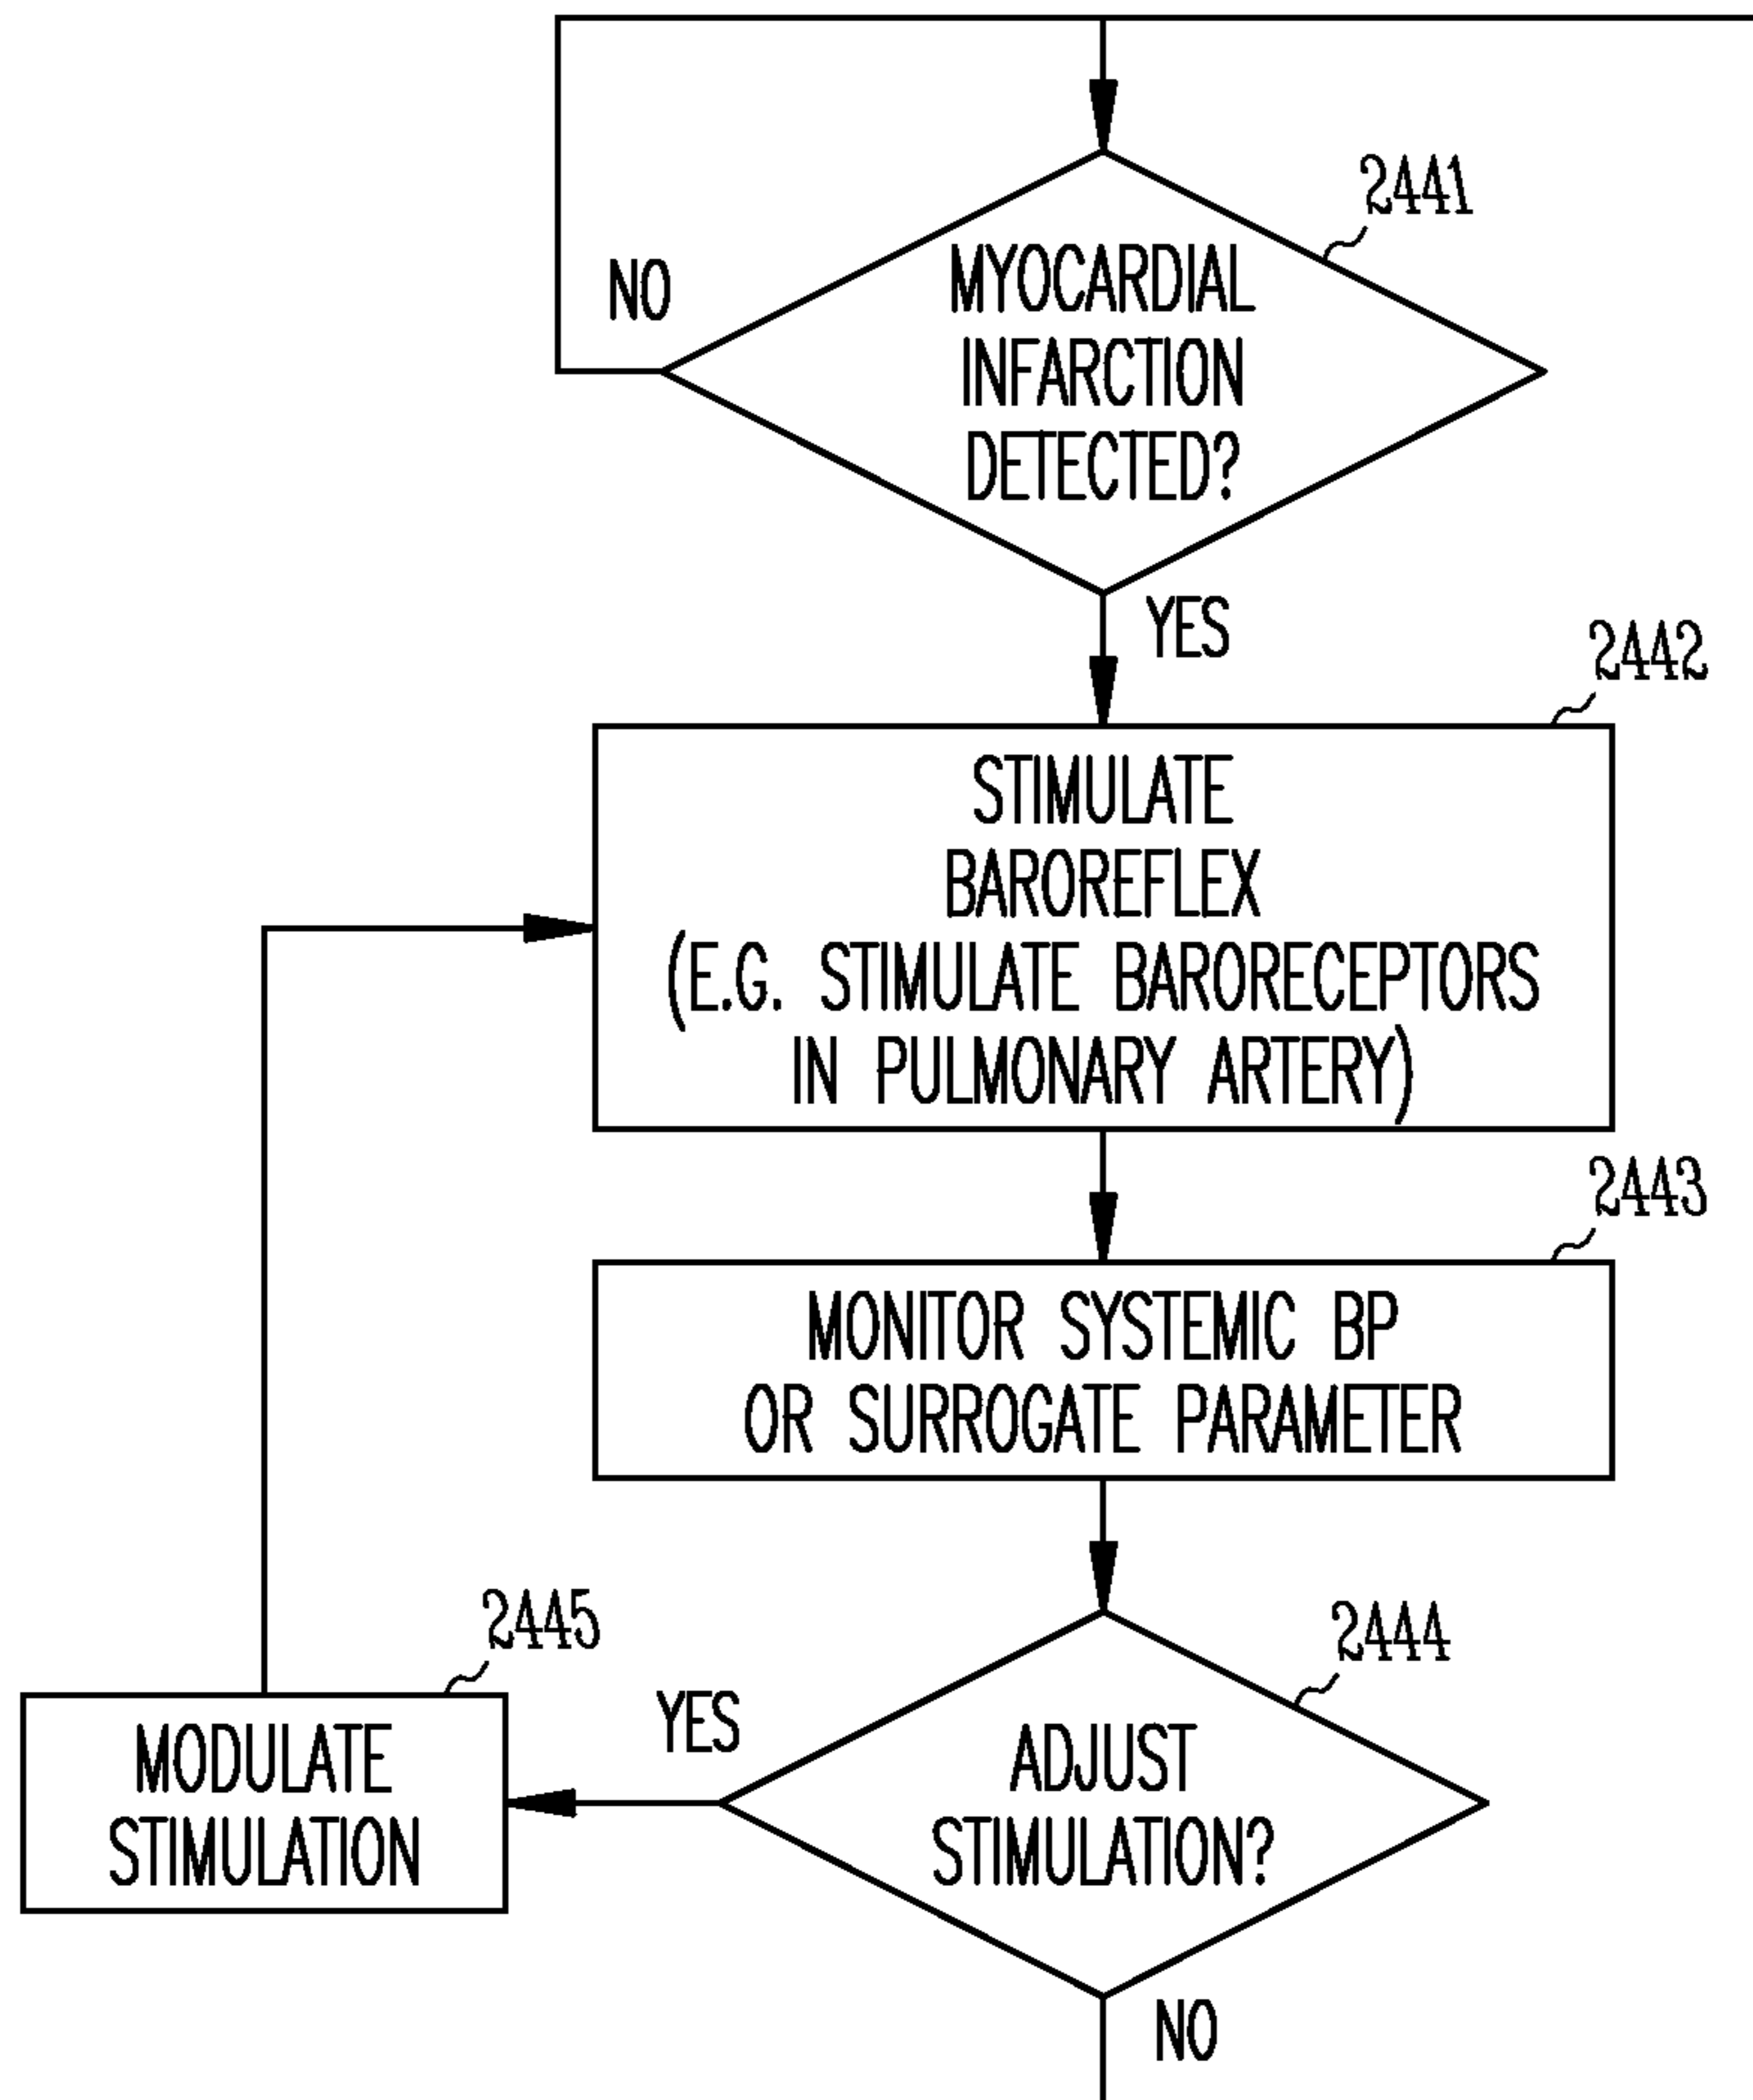 2441
NO
MYOCARDIAL
INFARCTION
DETECTED?
YES
2442
STIMULATE
BAROREFLEX
(E.G. STIMULATE BARORECEPTORS
IN PULMONARY ARTERY)
2443
MONITOR SYSTEMIC BP
OR SURROGATE PARAMETER
2445
2444
YES
MODULATE
STIMULATION
ADJUST
STIMULATION?
NO